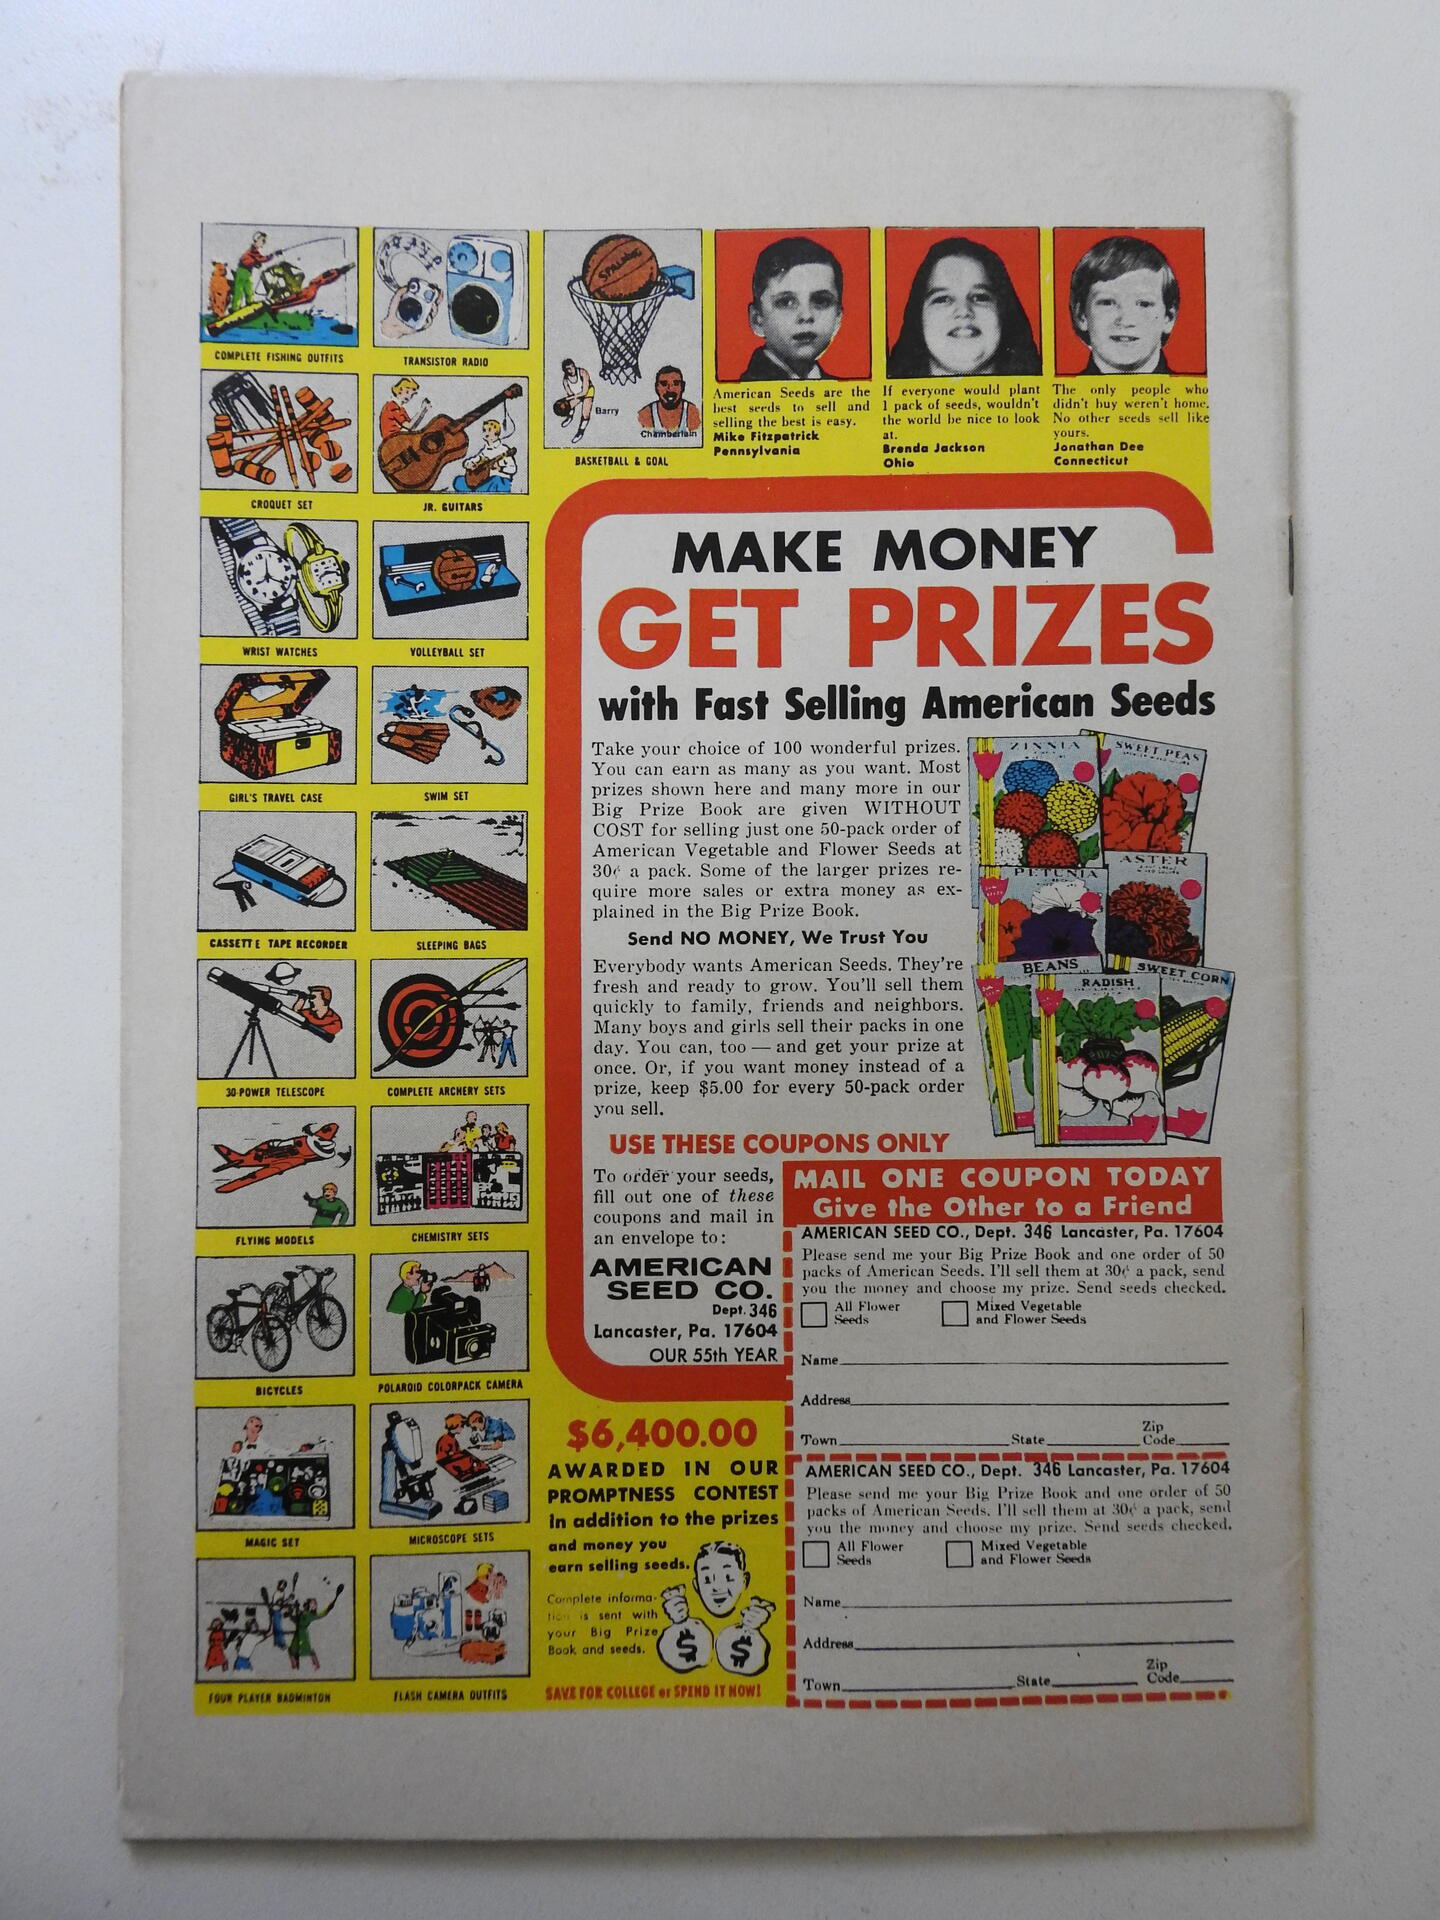 COMPLETE FISHING OUTFITS
TRANSISTOR RADIO
SPALDING
Barry
Chamberlain
BASKETBALL & GOAL
CROQUET SET
JR. GUITARS
WRIST WATCHES
VOLLEYBALL SET
GIRL'S TRAVEL CASE
SWIM SET
CASSETTE TAPE RECORDER
SLEEPING BAGS
30-POWER TELESCOPE
COMPLETE ARCHERY SETS
FLYING MODELS
CHEMISTRY SETS
BICYCLES
POLAROID COLORPACK CAMERA
MAGIC SET
MICROSCOPE SETS
FOUR PLAYER BADMINTON
FLASH CAMERA OUTFITS
American Seeds are the
best seeds to sell and
selling the best is easy.
Mike Fitzpatrick
Pennsylvania
If everyone would plant
1 pack of seeds, wouldn't
the world be nice to look
at.
Brenda Jackson
Ohio
The only people who
didn't buy weren't home.
No other seeds sell like
yours.
Jonathan Dee
Connecticut
MAKE MONEY
GET PRIZES
with Fast Selling American Seeds
Take your choice of 100 wonderful prizes.
You can earn as many as you want. Most
prizes shown here and many more in our
Big Prize Book are given WITHOUT
COST for selling just one 50-pack order of
American Vegetable and Flower Seeds at
30¢ a pack. Some of the larger prizes re-
quire more sales or extra money as ex-
plained in the Big Prize Book.
Send NO MONEY, We Trust You
Everybody wants American Seeds. They're
fresh and ready to grow. You'll sell them
quickly to family, friends and neighbors.
Many boys and girls sell their packs in one
day. You can, too — and get your prize at
once. Or, if you want money instead of a
prize, keep $5.00 for every 50-pack order
you sell.
ZINNIA
SWEET PEAS
PETUNIA
ASTER
BEANS
SWEET CORN
RADISH
USE THESE COUPONS ONLY
To order your seeds,
fill out one of these
coupons and mail in
an envelope to:
AMERICAN
SEED CO.
Dept. 346
Lancaster, Pa. 17604
OUR 55th YEAR
$6,400.00
AWARDED IN OUR
PROMPTNESS CONTEST
in addition to the prizes
and money you
earn selling seeds.
Complete informa-
tion is sent with
your Big Prize
Book and seeds.
$ $
SAVE FOR COLLEGE or SPEND IT NOW!
MAIL ONE COUPON TODAY
Give the Other to a Friend
AMERICAN SEED CO., Dept. 346 Lancaster, Pa. 17604
Please send me your Big Prize Book and one order of 50
packs of American Seeds. I'll sell them at 30¢ a pack, send
you the money and choose my prize. Send seeds checked.
All Flower
Seeds
Mixed Vegetable
and Flower Seeds
Name
Address
Town State Zip
Code
AMERICAN SEED CO., Dept. 346 Lancaster, Pa. 17604
Please send me your Big Prize Book and one order of 50
packs of American Seeds. I'll sell them at 30¢ a pack, send
you the money and choose my prize. Send seeds checked.
All Flower
Seeds
Mixed Vegetable
and Flower Seeds
Name
Address
Town State Zip
Code